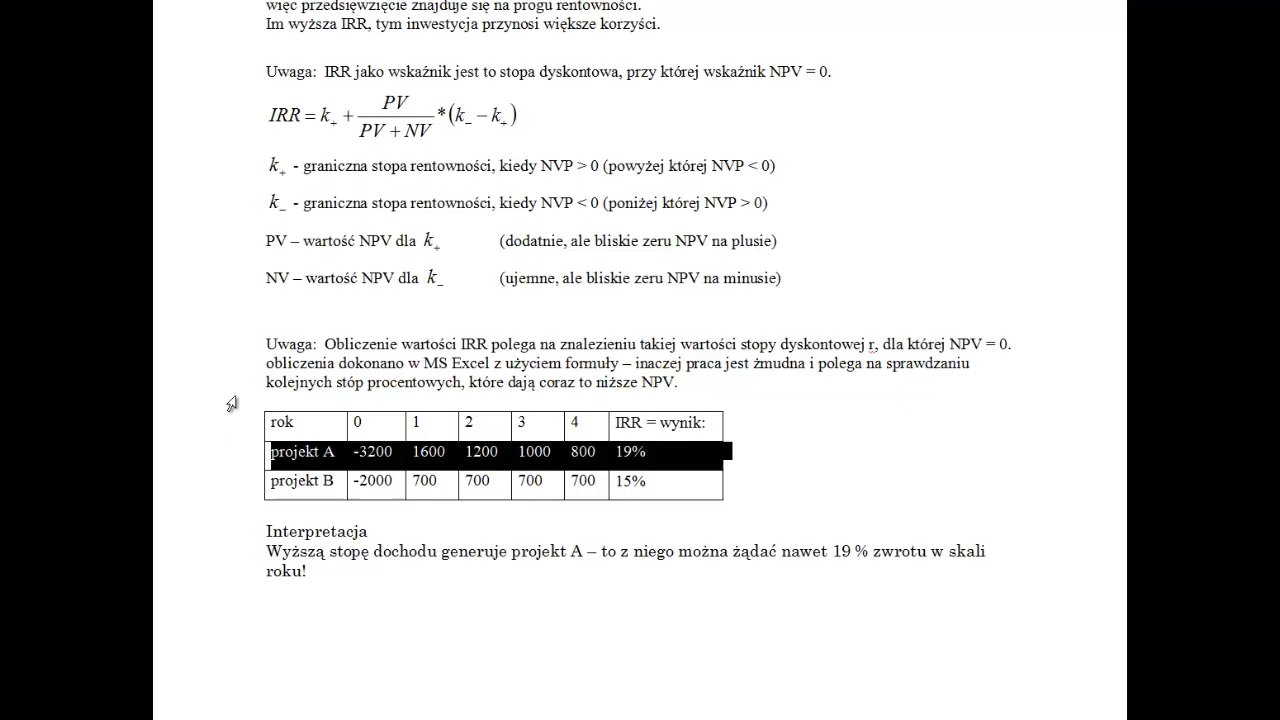 więc przedsięwzięcie znajduje się na progu rentowności.
Im wyższa IRR, tym inwestycja przynosi większe korzyści.
Uwaga: IRR jako wskaźnik jest to stopa dyskontowa, przy której wskaźnik NPV = 0.
IRR = k₊ + PV / (PV + NV) * (k₋ − k₊)
k₊ - graniczna stopa rentowności, kiedy NVP > 0 (powyżej której NVP < 0)
k₋ - graniczna stopa rentowności, kiedy NVP < 0 (poniżej której NVP > 0)
PV – wartość NPV dla k₊ (dodatnie, ale bliskie zeru NPV na plusie)
NV – wartość NPV dla k₋ (ujemne, ale bliskie zeru NPV na minusie)
Uwaga: Obliczenie wartości IRR polega na znalezieniu takiej wartości stopy dyskontowej r, dla której NPV = 0.
obliczenia dokonano w MS Excel z użyciem formuły – inaczej praca jest żmudna i polega na sprawdzaniu
kolejnych stóp procentowych, które dają coraz to niższe NPV.
rok 0 1 2 3 4 IRR = wynik:
projekt A -3200 1600 1200 1000 800 19%
projekt B -2000 700 700 700 700 15%
Interpretacja
Wyższą stopę dochodu generuje projekt A – to z niego można żądać nawet 19 % zwrotu w skali
roku!